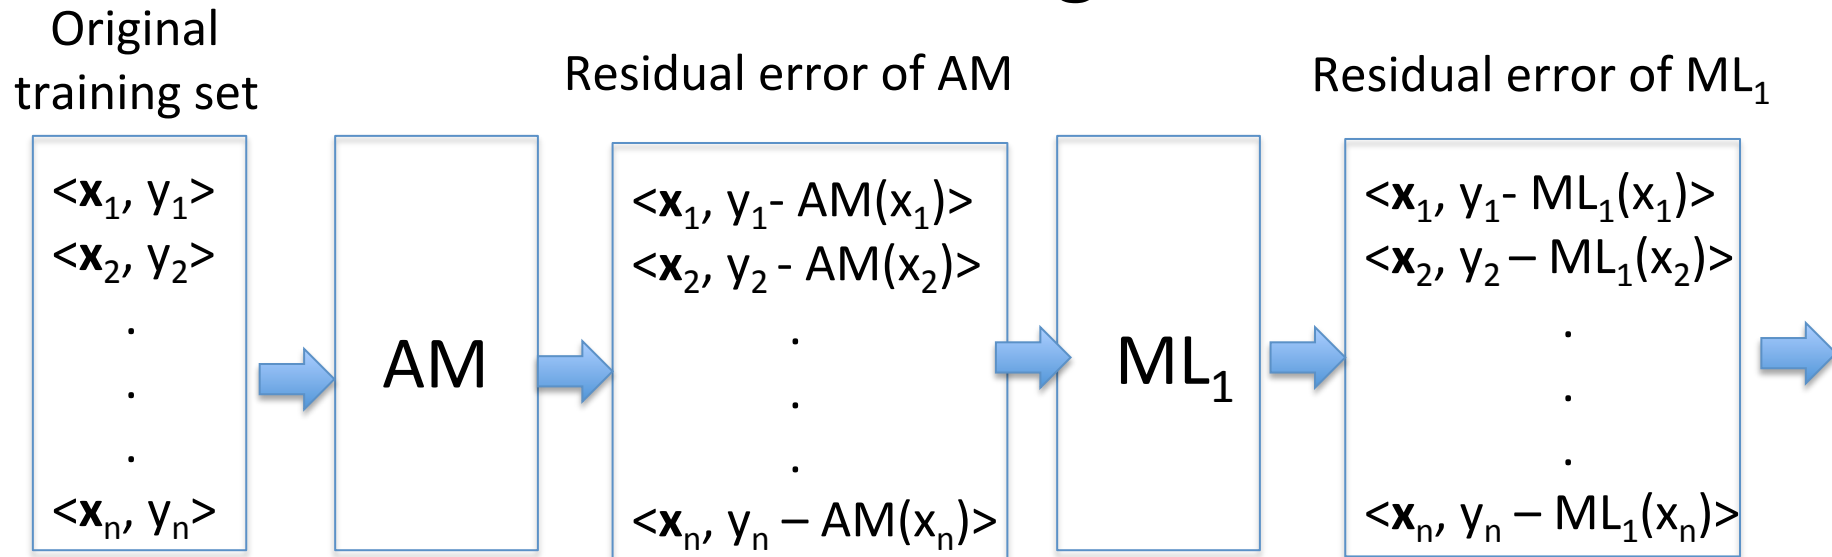 Original
training set
<x₁, y₁>
<x₂, y₂>
.
.
.
<xₙ, yₙ>
AM
Residual error of AM
<x₁, y₁- AM(x₁)>
<x₂, y₂ - AM(x₂)>
.
.
.
<xₙ, yₙ – AM(xₙ)>
ML₁
Residual error of ML₁
<x₁, y₁- ML₁(x₁)>
<x₂, y₂ – ML₁(x₂)>
.
.
.
<xₙ, yₙ – ML₁(xₙ)>